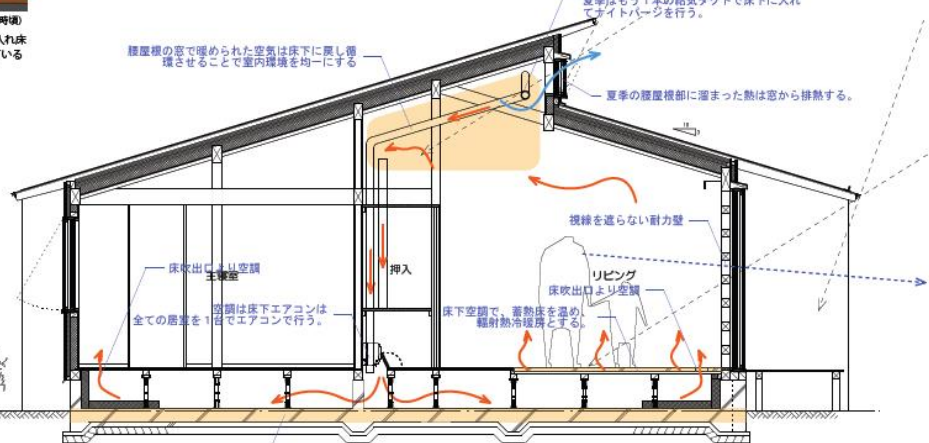 時頃)
入れ床
いる
夏季はもう1本の給気ダクトで床下に入れ
てナイトパージを行う。
腰屋根の窓で暖められた空気は床下に戻し循
環させることで室内環境を均一にする
夏季の腰屋根部に溜まった熱は窓から排熱する。
10
視線を遮らない耐力壁
床吹出口より空調
主寝室
押入
リビング
床吹出口より空調
空調は床下エアコンは
全ての居室を1台でエアコンで行う。
床下空調で、蓄熱床を温め、
輻射熱冷暖房とする。